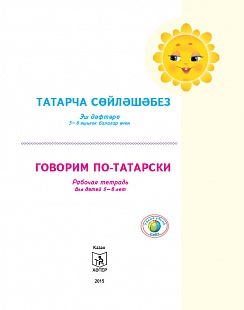 ТАТАРЧА СӨЙЛӘШӘБЕЗ
Эш дәфтәре
5–6 яшьлек балалар өчен
ГОВОРИМ ПО-ТАТАРСКИ
Рабочая тетрадь
для детей 5–6 лет
Казан
ХӘТЕР
2015